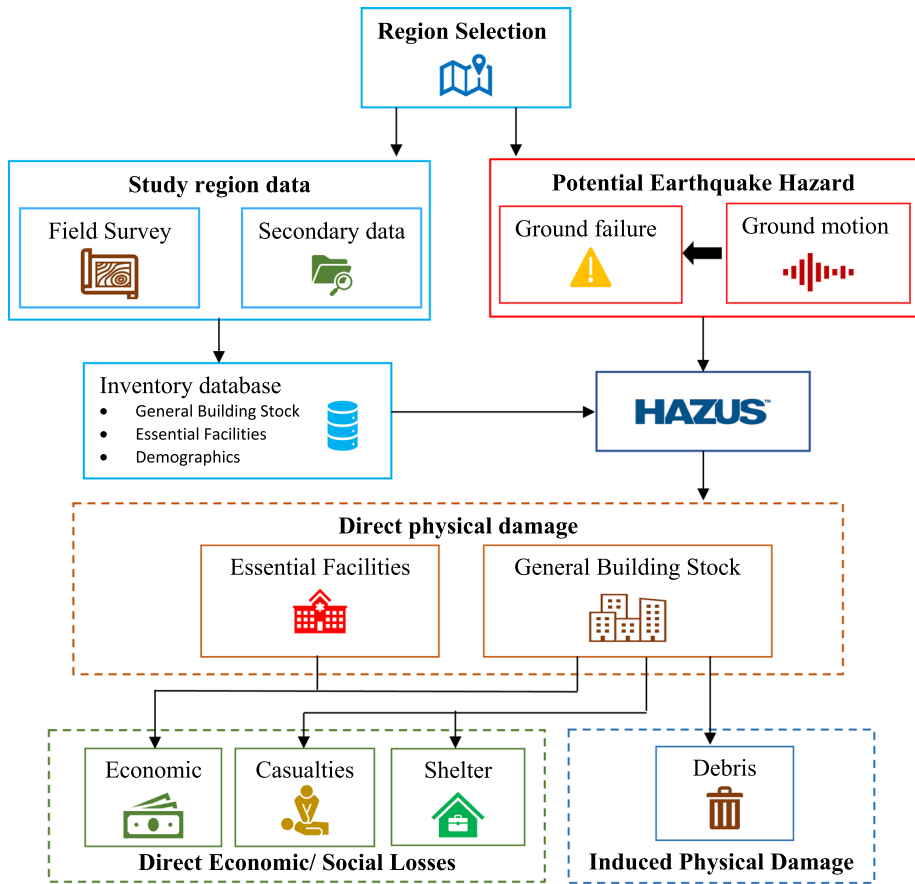 Region Selection
Study region data
Field Survey
Secondary data
Potential Earthquake Hazard
Ground failure
Ground motion
Inventory database
• General Building Stock
• Essential Facilities
• Demographics
HAZUS™
Direct physical damage
Essential Facilities
General Building Stock
Economic
Casualties
Shelter
Direct Economic/ Social Losses
Debris
Induced Physical Damage